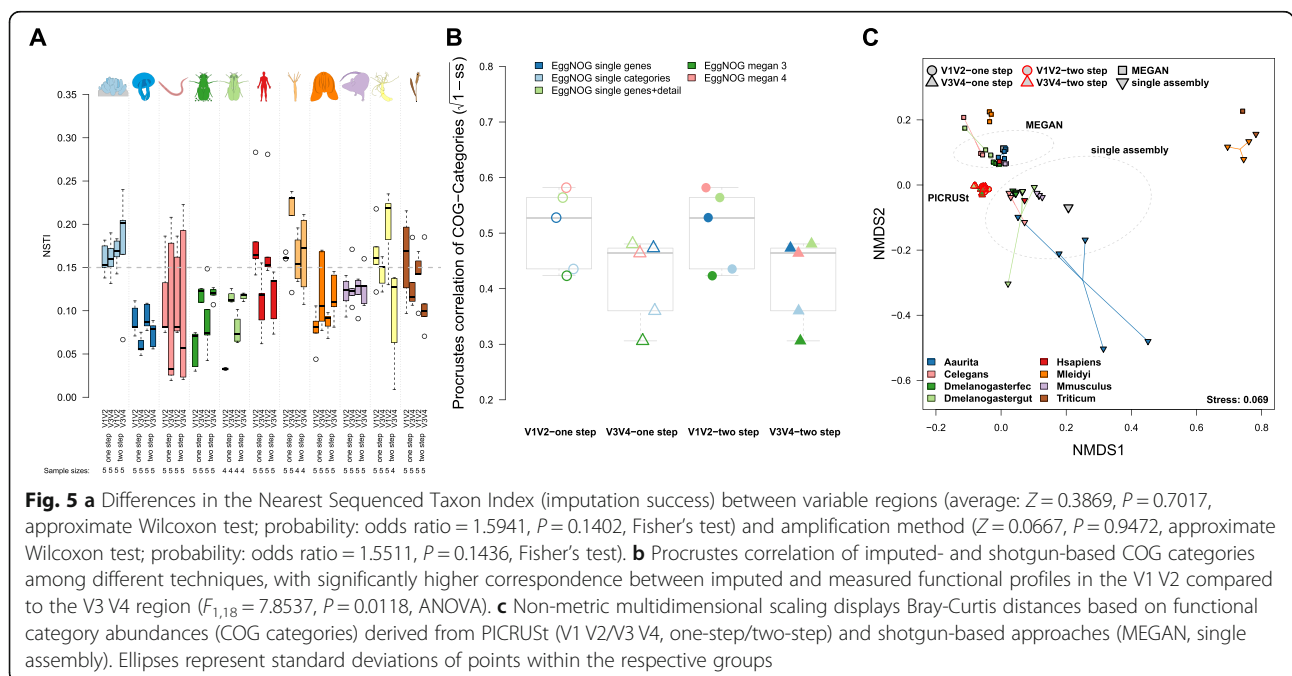 A
B
C
0.35
0.30
0.25
0.20
0.15
0.10
0.05
0.00
NSTI
V1V2 one step
V3V4 one step
V1V2 two step
V3V4 two step
Sample sizes:
5 5 5 5
5 5 5 5
5 5 5 5
5 5 5 5
4 4 4 4
5 5 5 5
5 5 4 4
5 5 5 5
5 5 5 5
5 5 5 4
5 5 5 5
Procrustes correlation of COG−Categories (√1−ss)
0.8
0.7
0.6
0.5
0.4
0.3
0.2
EggNOG single genes
EggNOG single categories
EggNOG single genes+detail
EggNOG megan 3
EggNOG megan 4
V1V2−one step
V3V4−one step
V1V2−two step
V3V4−two step
V1V2−one step
V3V4−one step
V1V2−two step
V3V4−two step
MEGAN
single assembly
MEGAN
single assembly
PICRUSt
NMDS2
0.2
0.0
−0.2
−0.4
−0.6
Aaurita
Celegans
Dmelanogasterfec
Dmelanogastergut
Hsapiens
Mleidyi
Mmusculus
Triticum
Stress: 0.069
−0.2
0.0
0.2
0.4
0.6
0.8
NMDS1
Fig. 5 a Differences in the Nearest Sequenced Taxon Index (imputation success) between variable regions (average: Z = 0.3869, P = 0.7017,
approximate Wilcoxon test; probability: odds ratio = 1.5941, P = 0.1402, Fisher's test) and amplification method (Z = 0.0667, P = 0.9472, approximate
Wilcoxon test; probability: odds ratio = 1.5511, P = 0.1436, Fisher's test). b Procrustes correlation of imputed- and shotgun-based COG categories
among different techniques, with significantly higher correspondence between imputed and measured functional profiles in the V1 V2 compared
to the V3 V4 region (F1,18 = 7.8537, P = 0.0118, ANOVA). c Non-metric multidimensional scaling displays Bray-Curtis distances based on functional
category abundances (COG categories) derived from PICRUSt (V1 V2/V3 V4, one-step/two-step) and shotgun-based approaches (MEGAN, single
assembly). Ellipses represent standard deviations of points within the respective groups